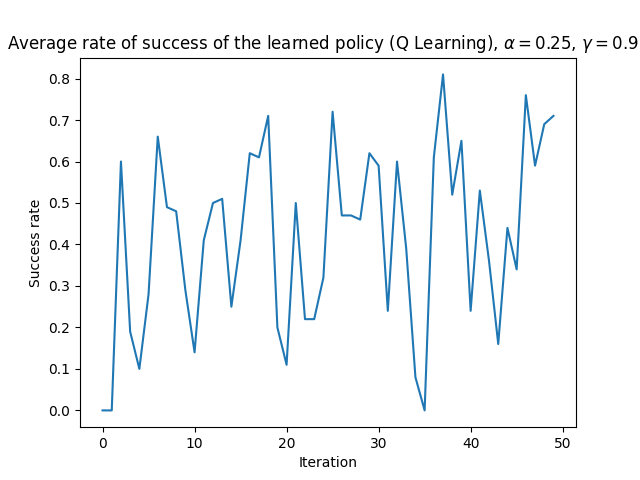 Average rate of success of the learned policy (Q Learning), α = 0.25, γ = 0.9
0.8
0.7
0.6
0.5
0.4
0.3
0.2
0.1
0.0
Success rate
0 10 20 30 40 50
Iteration